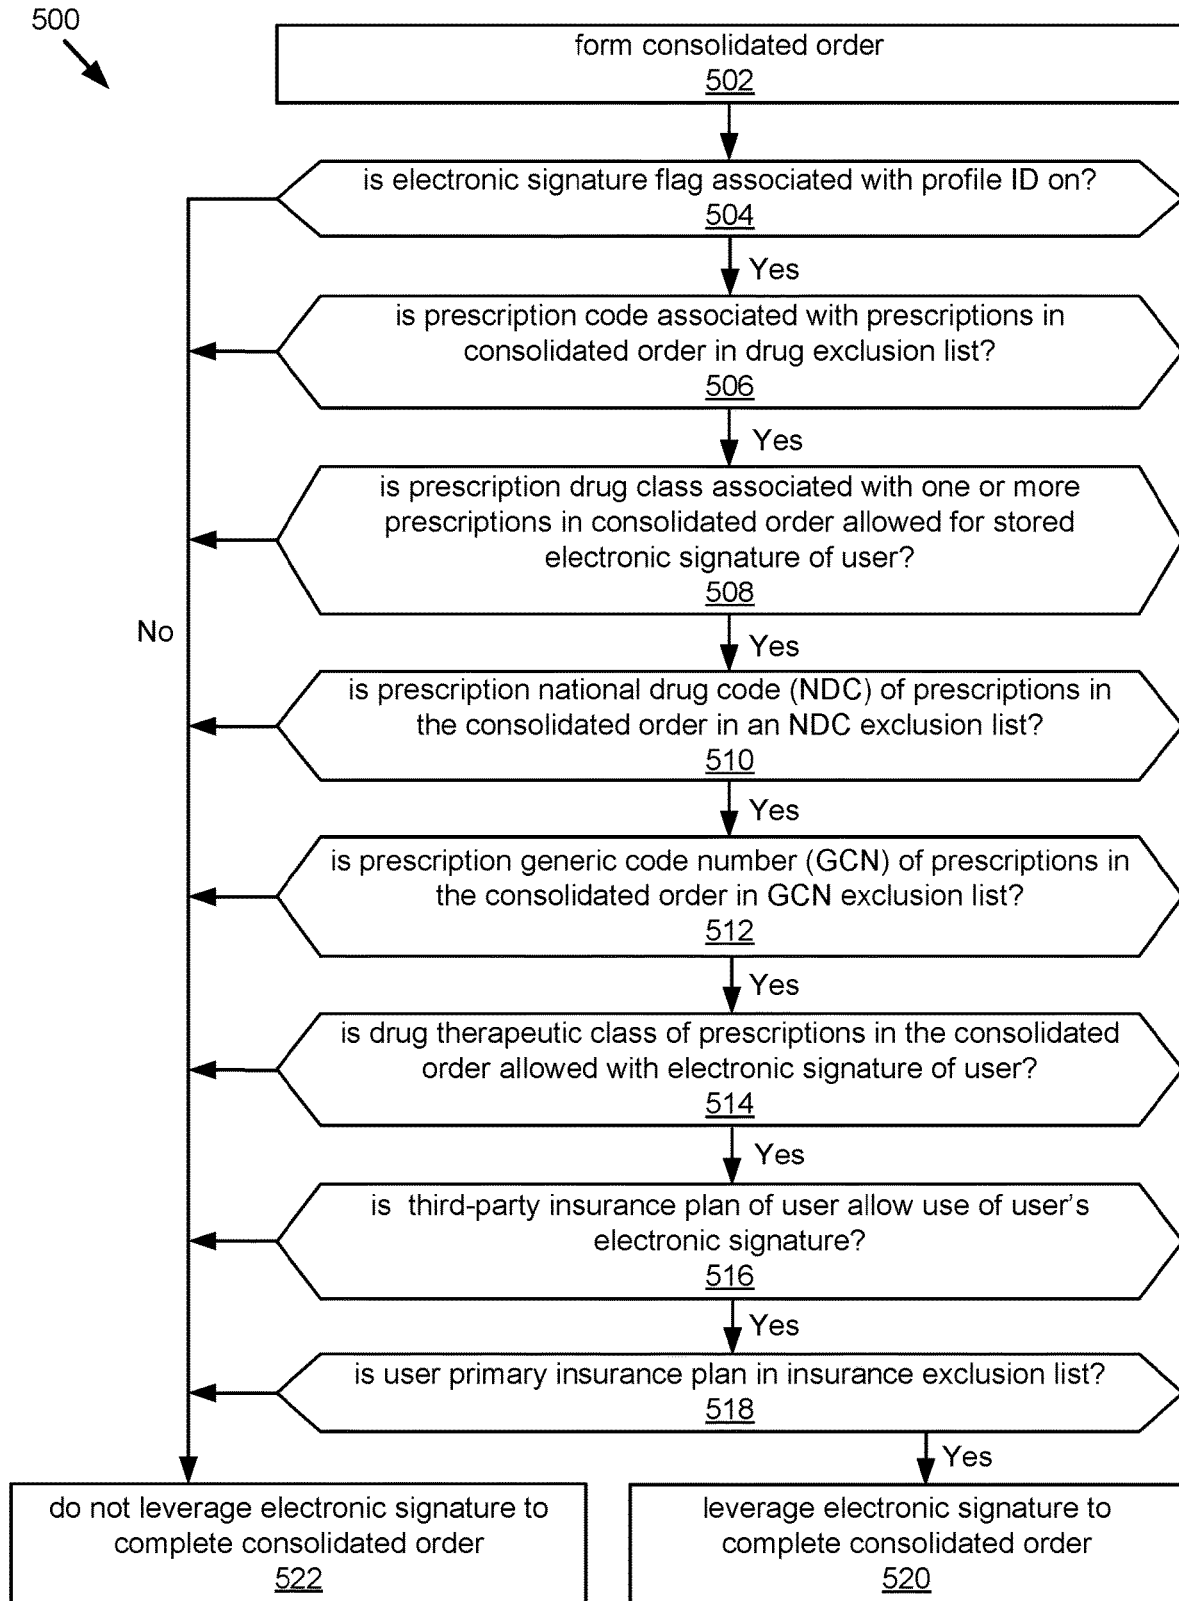 500
form consolidated order
502
is electronic signature flag associated with profile ID on?
504
Yes
is prescription code associated with prescriptions in
consolidated order in drug exclusion list?
506
Yes
is prescription drug class associated with one or more
prescriptions in consolidated order allowed for stored
electronic signature of user?
508
No
Yes
is prescription national drug code (NDC) of prescriptions in
the consolidated order in an NDC exclusion list?
510
Yes
is prescription generic code number (GCN) of prescriptions in
the consolidated order in GCN exclusion list?
512
Yes
is drug therapeutic class of prescriptions in the consolidated
order allowed with electronic signature of user?
514
Yes
is third-party insurance plan of user allow use of user's
electronic signature?
516
Yes
is user primary insurance plan in insurance exclusion list?
518
Yes
do not leverage electronic signature to
complete consolidated order
522
leverage electronic signature to
complete consolidated order
520